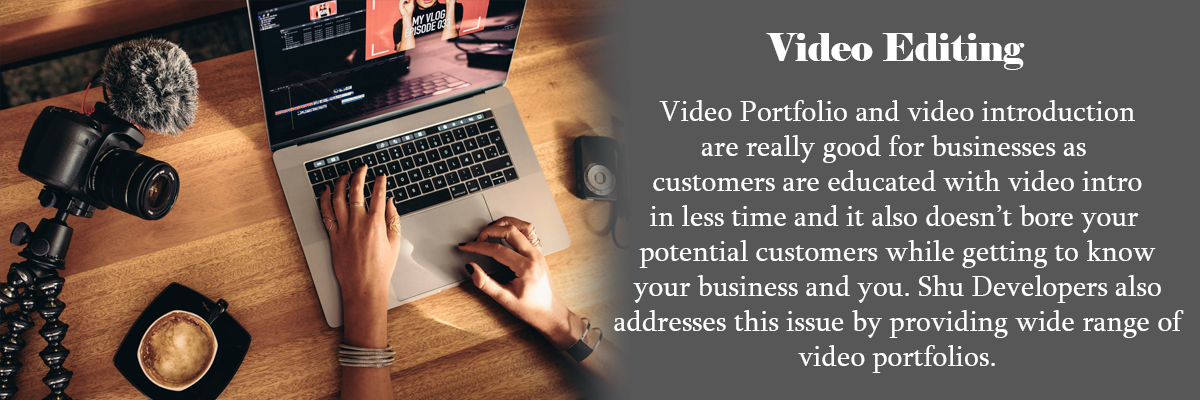 MY VLOG
EPISODE 03
Video Editing
Video Portfolio and video introduction
are really good for businesses as
customers are educated with video intro
in less time and it also doesn’t bore your
potential customers while getting to know
your business and you. Shu Developers also
addresses this issue by providing wide range of
video portfolios.